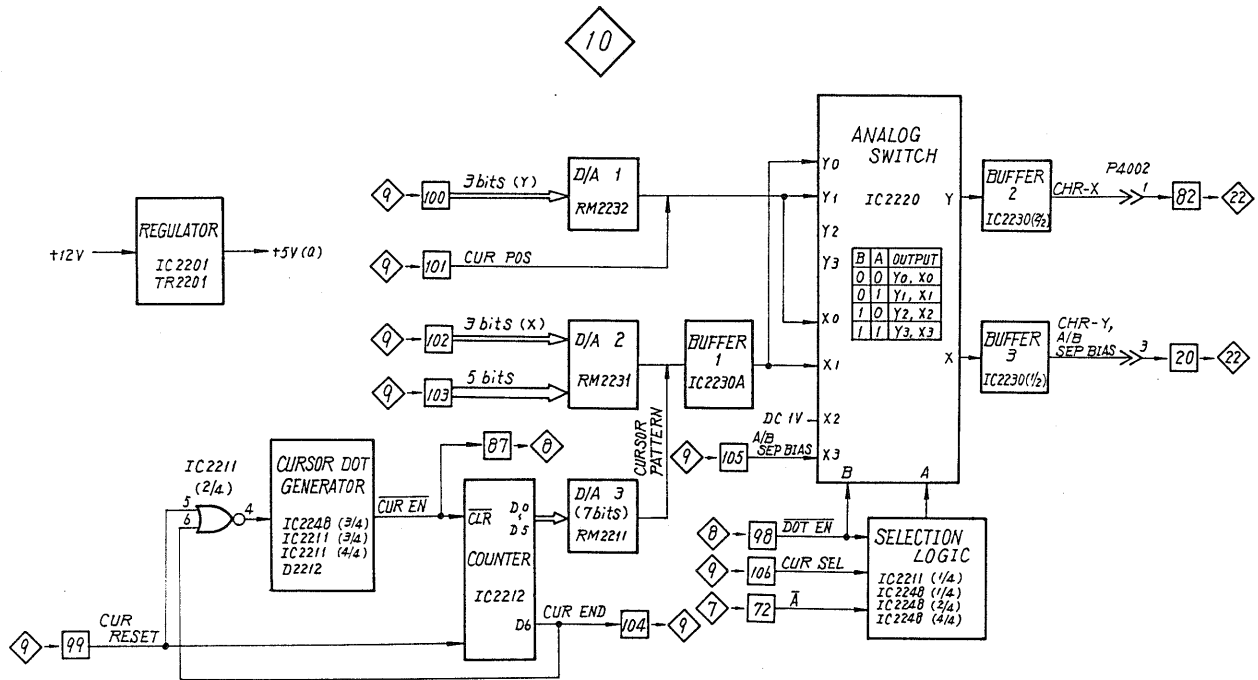 10
REGULATOR
IC2201
TR2201
+12V
+5V(a)
9
100
3bits (Y)
D/A 1
RM2232
9
101
CUR POS
9
102
3bits (X)
9
103
5 bits
D/A 2
RM2231
BUFFER
1
IC2230A
CURSOR
PATTERN
ANALOG
SWITCH
IC2220
Y0
Y1
Y2
Y3
X0
X1
X2
X3
Y
X
B
A
B A OUTPUT
0 0 Y0, X0
0 1 Y1, X1
1 0 Y2, X2
1 1 Y3, X3
DC 1V
9
105
A/B
SEP BIAS
BUFFER
2
IC2230(2/2)
CHR-X
P4002
1
82
22
BUFFER
3
IC2230(1/2)
CHR-Y,
A/B
SEP BIAS
3
20
22
IC2211
(2/4)
5
6
4
CURSOR DOT
GENERATOR
IC2248 (3/4)
IC2211 (3/4)
IC2211 (4/4)
D2212
CUR EN
87
8
CLR
D0
D5
COUNTER
IC2212
D6
D/A 3
(7bits)
RM2211
CUR END
104
9
9
99
CUR
RESET
8
98
DOT EN
9
106
CUR SEL
7
72
A
SELECTION
LOGIC
IC2211 (1/4)
IC2248 (1/4)
IC2248 (2/4)
IC2248 (4/4)